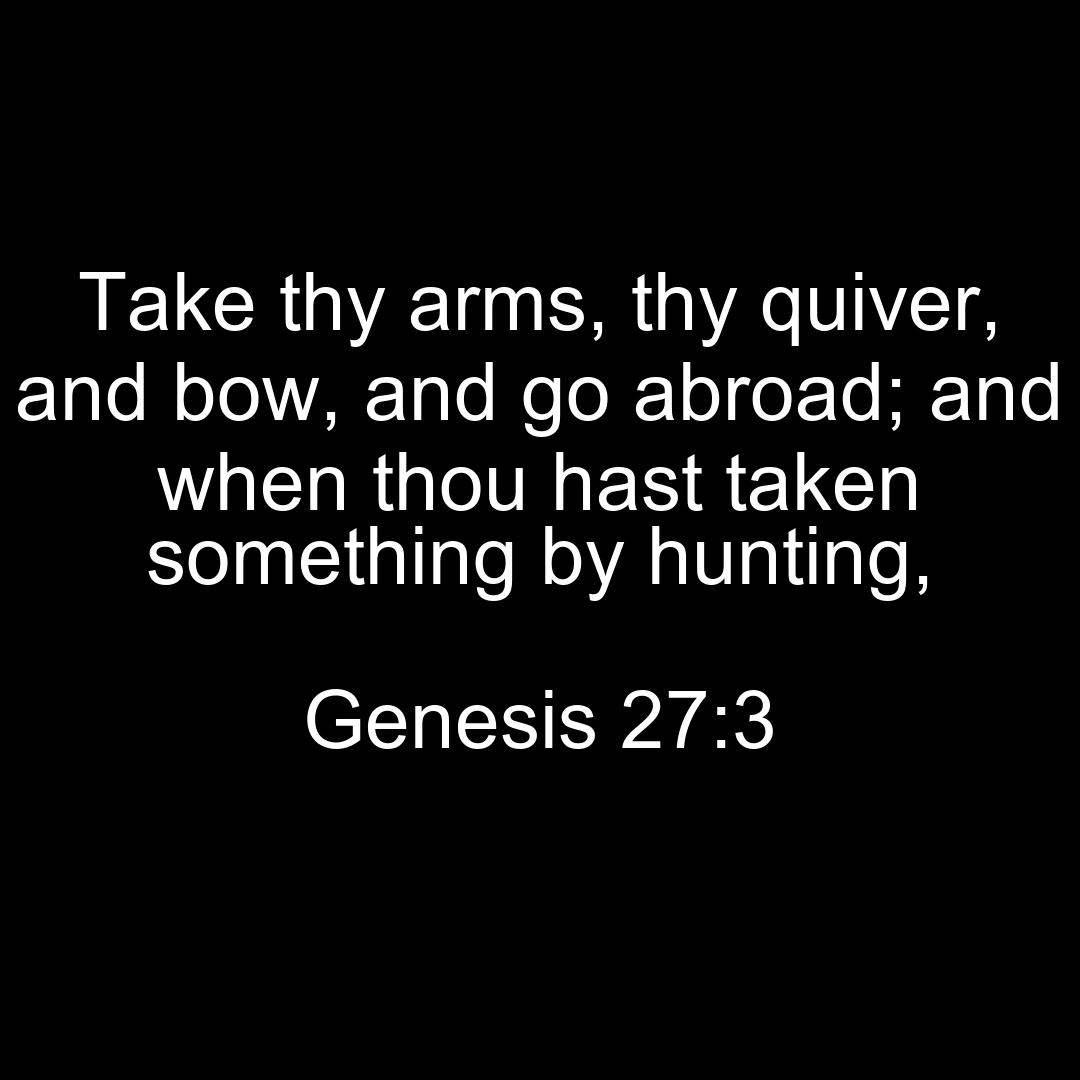 Take thy arms, thy quiver,
and bow, and go abroad; and
when thou hast taken
something by hunting,
Genesis 27:3